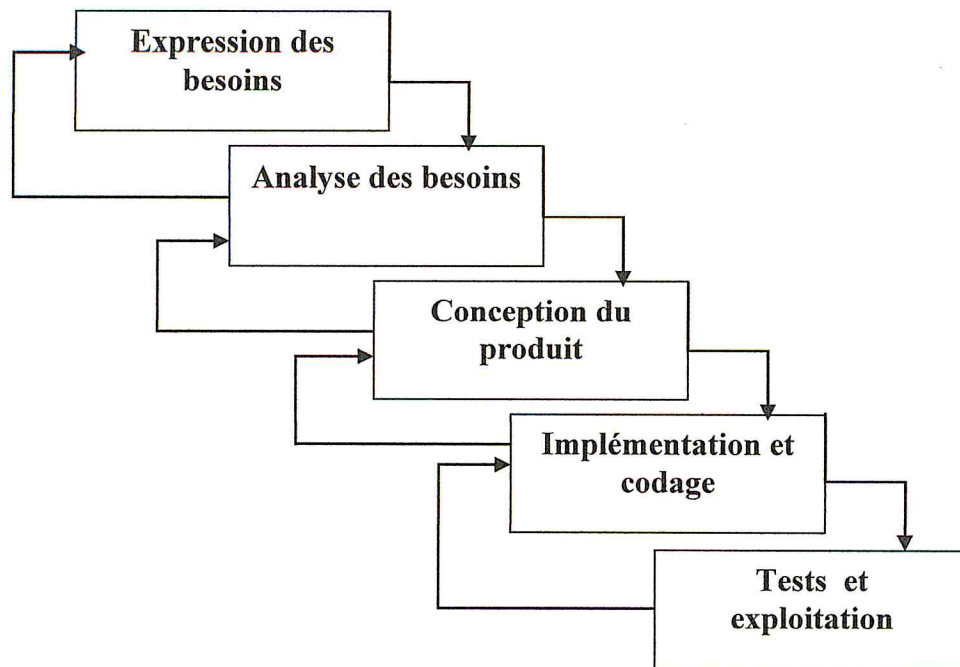 Expression des
besoins
Analyse des besoins
Conception du
produit
Implémentation et
codage
Tests et
exploitation